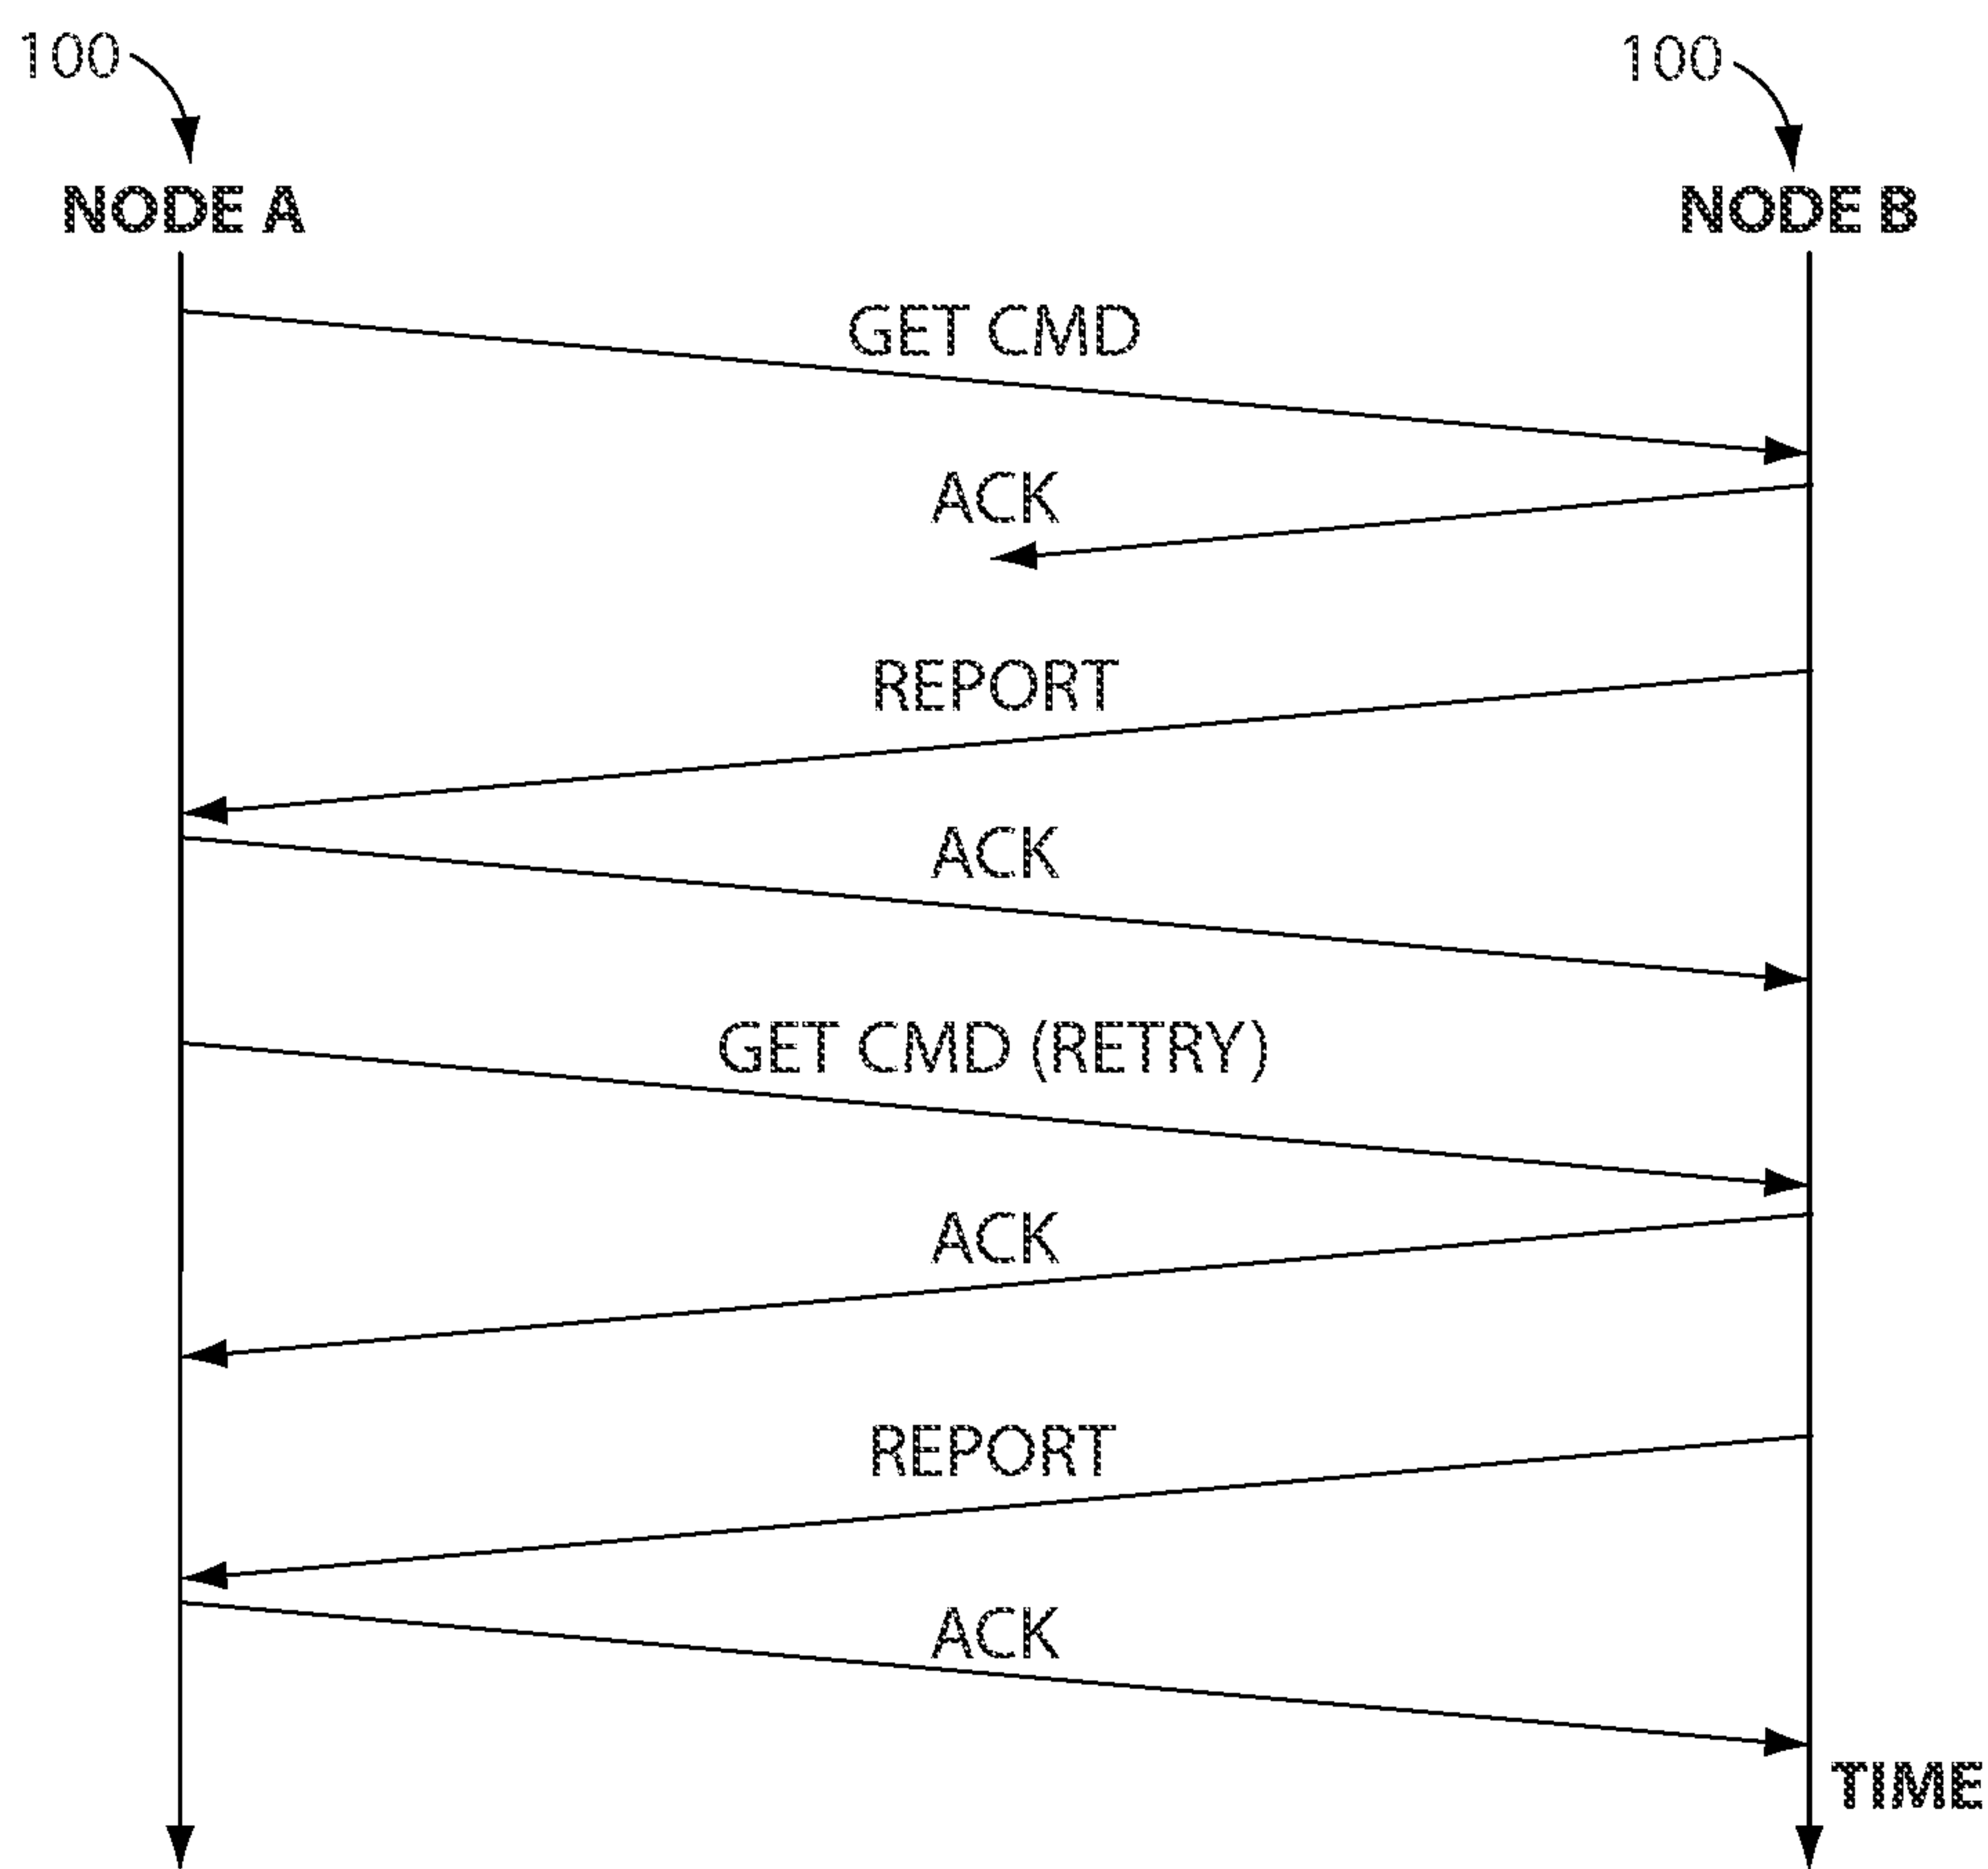 100 100
NODE A NODE B
GET CMD
ACK
REPORT
ACK
GET CMD (RETRY)
ACK
REPORT
ACK
TIME